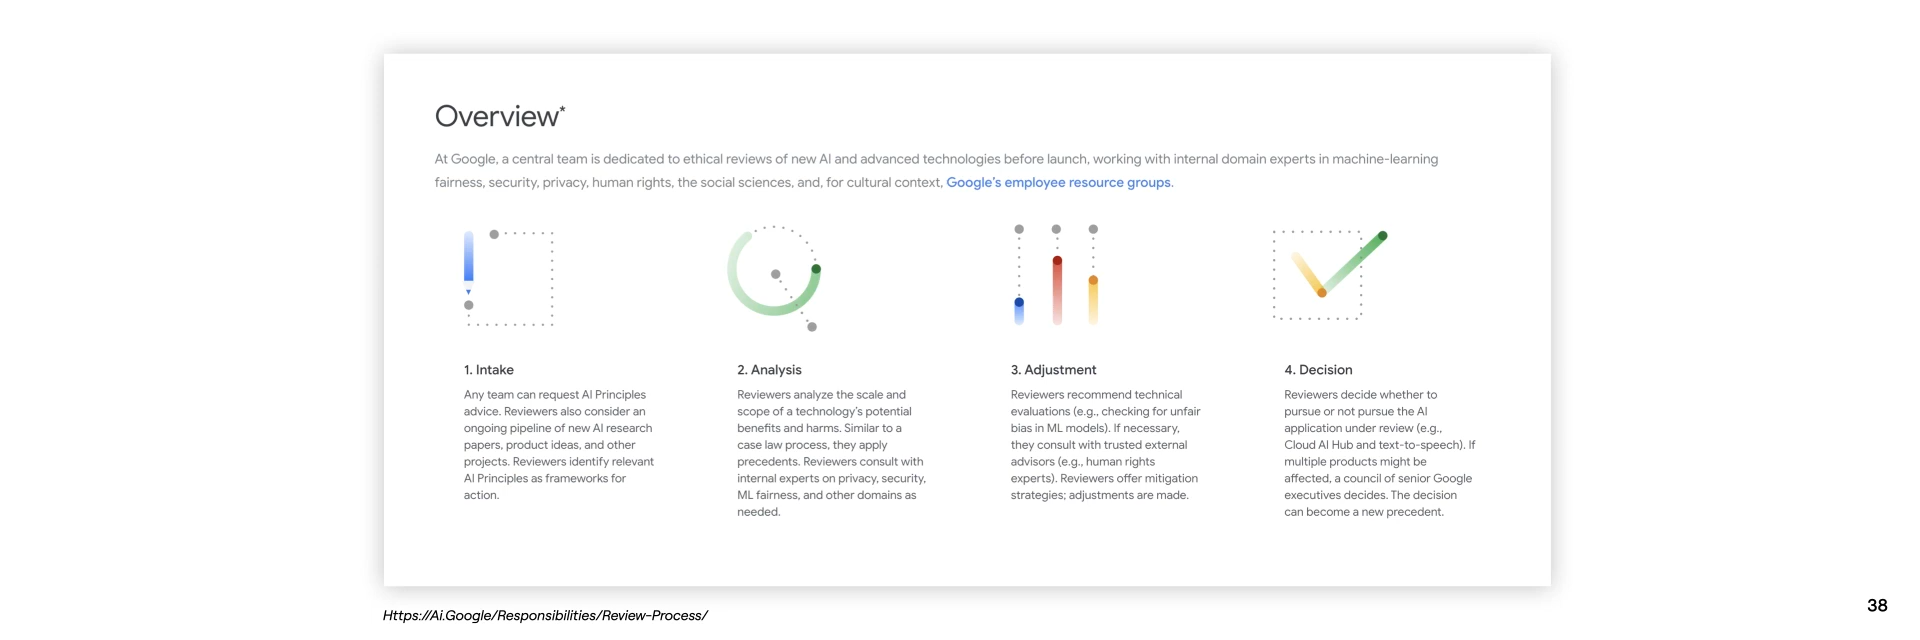 Overview*
At Google, a central team is dedicated to ethical reviews of new AI and advanced technologies before launch, working with internal domain experts in machine-learning
fairness, security, privacy, human rights, the social sciences, and, for cultural context, Google's employee resource groups.
1. Intake
Any team can request AI Principles
advice. Reviewers also consider an
ongoing pipeline of new AI research
papers, product ideas, and other
projects. Reviewers identify relevant
AI Principles as frameworks for
action.
2. Analysis
Reviewers analyze the scale and
scope of a technology's potential
benefits and harms. Similar to a
case law process, they apply
precedents. Reviewers consult with
internal experts on privacy, security,
ML fairness, and other domains as
needed.
3. Adjustment
Reviewers recommend technical
evaluations (e.g., checking for unfair
bias in ML models). If necessary,
they consult with trusted external
advisors (e.g., human rights
experts). Reviewers offer mitigation
strategies; adjustments are made.
4. Decision
Reviewers decide whether to
pursue or not pursue the AI
application under review (e.g.,
Cloud AI Hub and text-to-speech). If
multiple products might be
affected, a council of senior Google
executives decides. The decision
can become a new precedent.
Https://Ai.Google/Responsibilities/Review-Process/
38